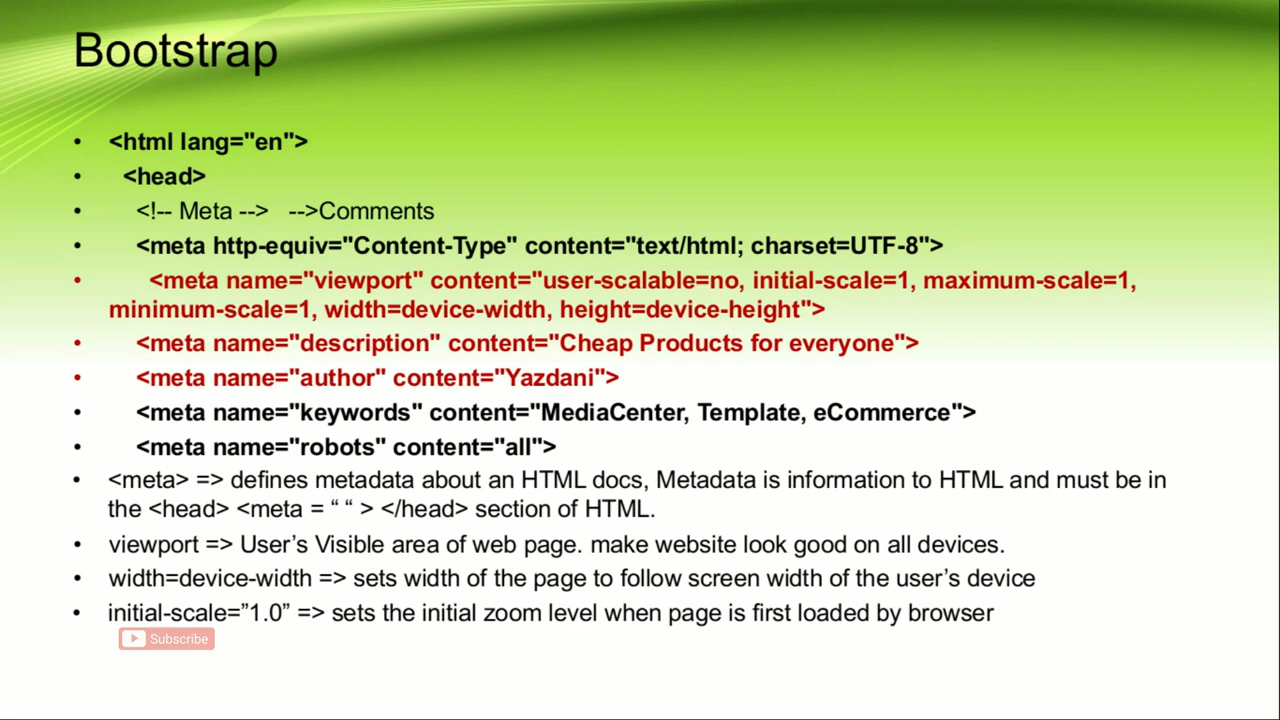 Bootstrap
• <html lang="en">
• <head>
• <!-- Meta --> -->Comments
• <meta http-equiv="Content-Type" content="text/html; charset=UTF-8">
• <meta name="viewport" content="user-scalable=no, initial-scale=1, maximum-scale=1,
minimum-scale=1, width=device-width, height=device-height">
• <meta name="description" content="Cheap Products for everyone">
• <meta name="author" content="Yazdani">
• <meta name="keywords" content="MediaCenter, Template, eCommerce">
• <meta name="robots" content="all">
• <meta> => defines metadata about an HTML docs, Metadata is information to HTML and must be in
the <head> <meta = “ “ > </head> section of HTML.
• viewport => User’s Visible area of web page. make website look good on all devices.
• width=device-width => sets width of the page to follow screen width of the user’s device
• initial-scale=”1.0” => sets the initial zoom level when page is first loaded by browser
Subscribe